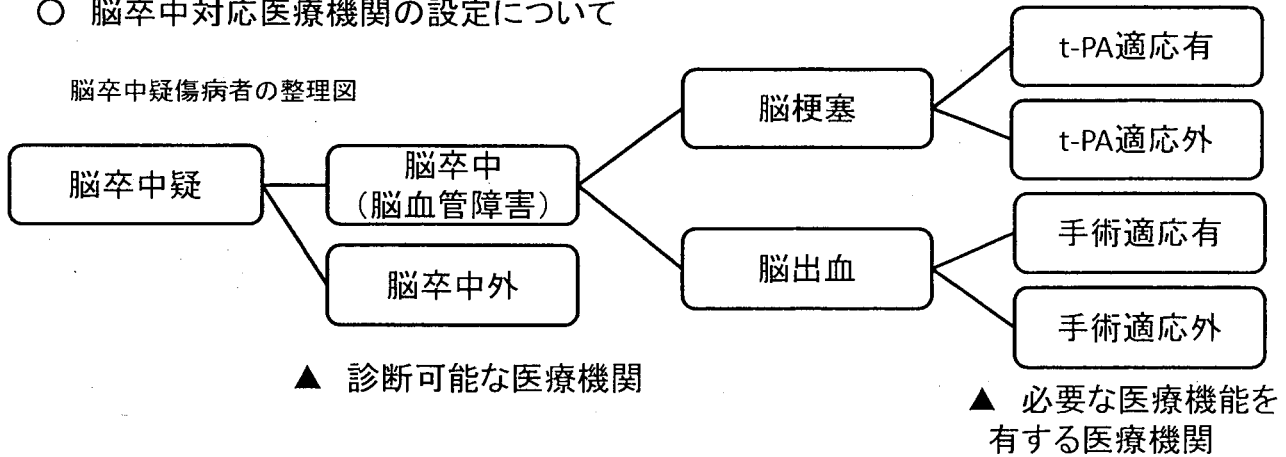 ○ 脳卒中対応医療機関の設定について
脳卒中疑傷病者の整理図
脳卒中疑
脳卒中
(脳血管障害)
脳卒中外
脳梗塞
脳出血
t-PA適応有
t-PA適応外
手術適応有
手術適応外
▲ 診断可能な医療機関
▲ 必要な医療機能を
有する医療機関